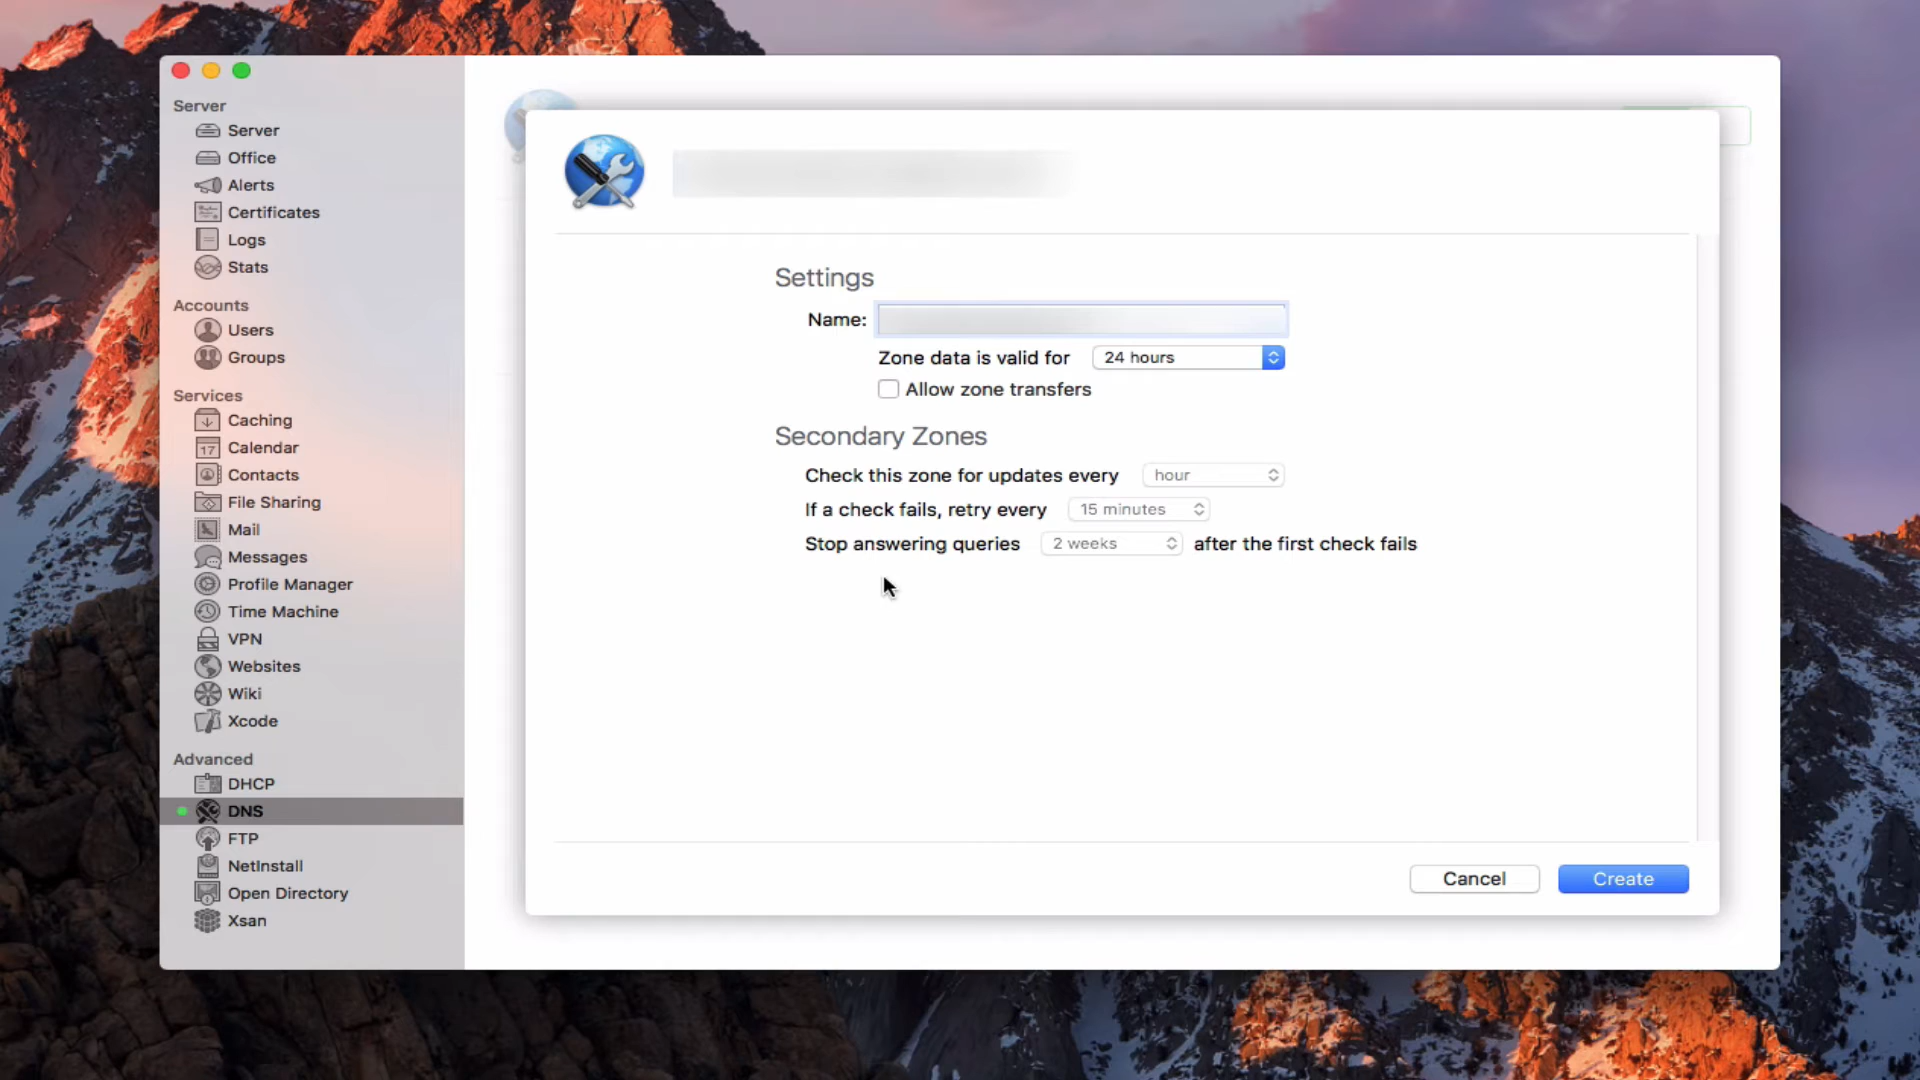 Server
Server
Office
Alerts
Certificates
Logs
Stats
Accounts
Users
Groups
Services
Caching
17 Calendar
Contacts
File Sharing
Mail
Messages
Profile Manager
Time Machine
VPN
Websites
Wiki
Xcode
Advanced
DHCP
DNS
FTP
NetInstall
Open Directory
Xsan
Settings
Name:
Zone data is valid for 24 hours
Allow zone transfers
Secondary Zones
Check this zone for updates every hour
If a check fails, retry every 15 minutes
Stop answering queries 2 weeks after the first check fails
Cancel Create